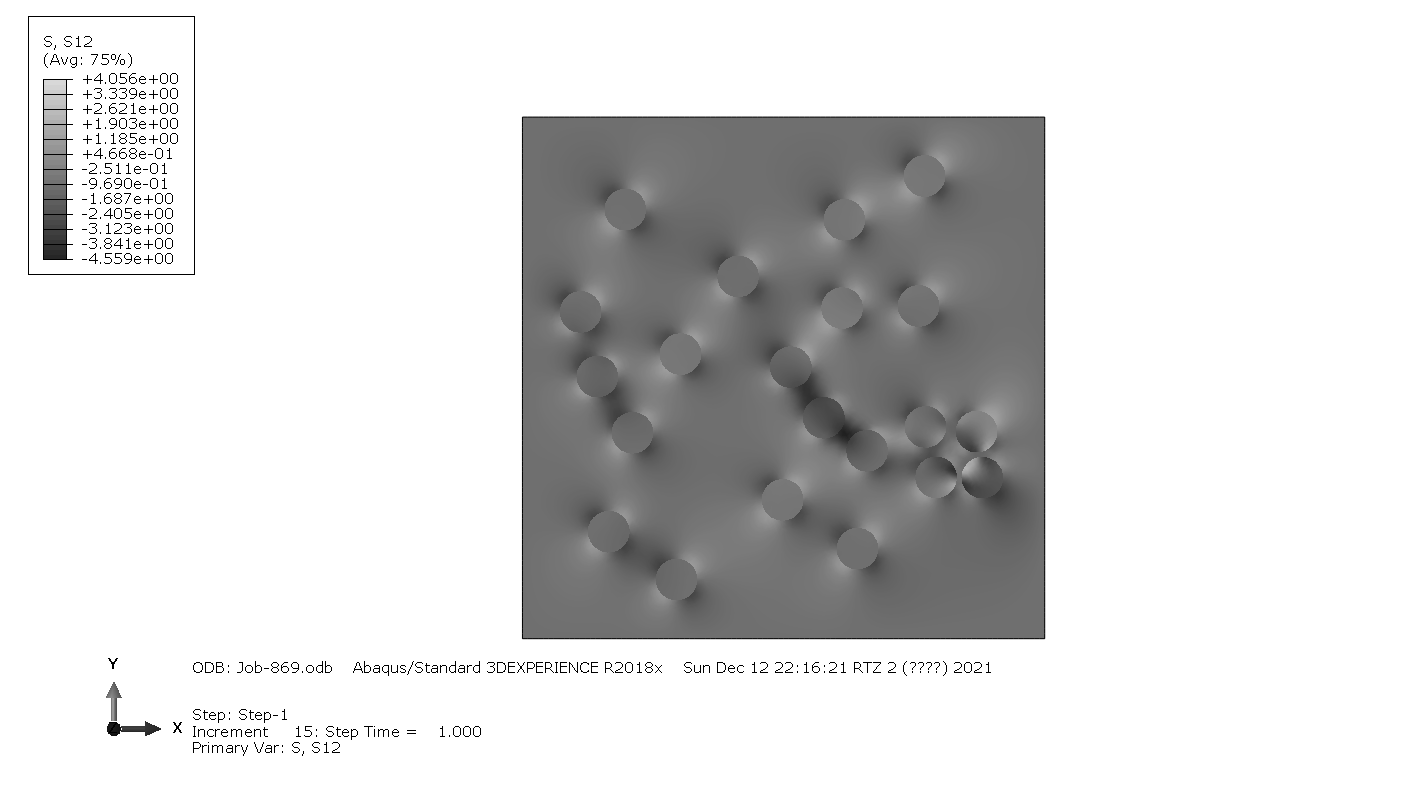 S, S12
(Avg: 75%)
+4.056e+00
+3.339e+00
+2.621e+00
+1.903e+00
+1.185e+00
+4.668e-01
-2.511e-01
-9.690e-01
-1.687e+00
-2.405e+00
-3.123e+00
-3.841e+00
-4.559e+00
Y
X
ODB: Job-869.odb Abaqus/Standard 3DEXPERIENCE R2018x Sun Dec 12 22:16:21 RTZ 2 (????) 2021
Step: Step-1
Increment 15: Step Time = 1.000
Primary Var: S, S12